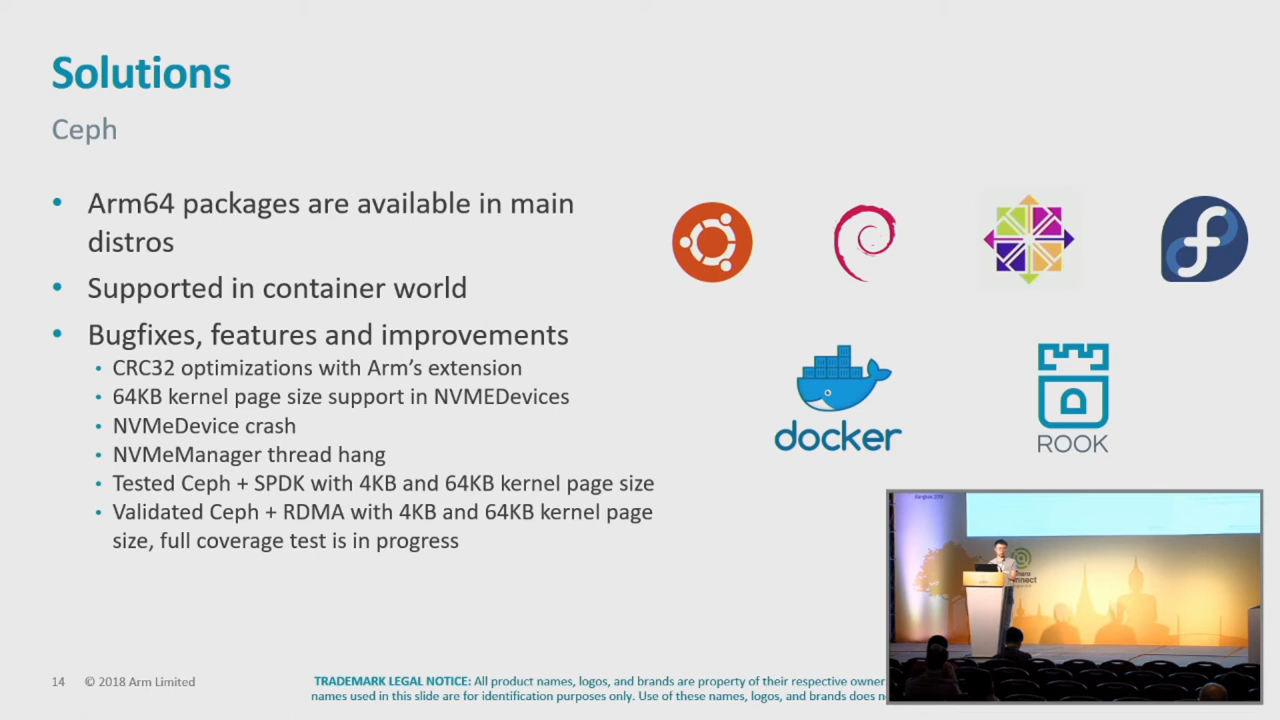 Solutions
Ceph
• Arm64 packages are available in main
distros
• Supported in container world
• Bugfixes, features and improvements
• CRC32 optimizations with Arm's extension
• 64KB kernel page size support in NVMEDevices
• NVMeDevice crash
• NVMeManager thread hang
• Tested Ceph + SPDK with 4KB and 64KB kernel page size
• Validated Ceph + RDMA with 4KB and 64KB kernel page
size, full coverage test is in progress
docker
ROOK
Bangkok 2019
14 © 2018 Arm Limited
TRADEMARK LEGAL NOTICE: All product names, logos, and brands are property of their respective owner
names used in this slide are for identification purposes only. Use of these names, logos, and brands does